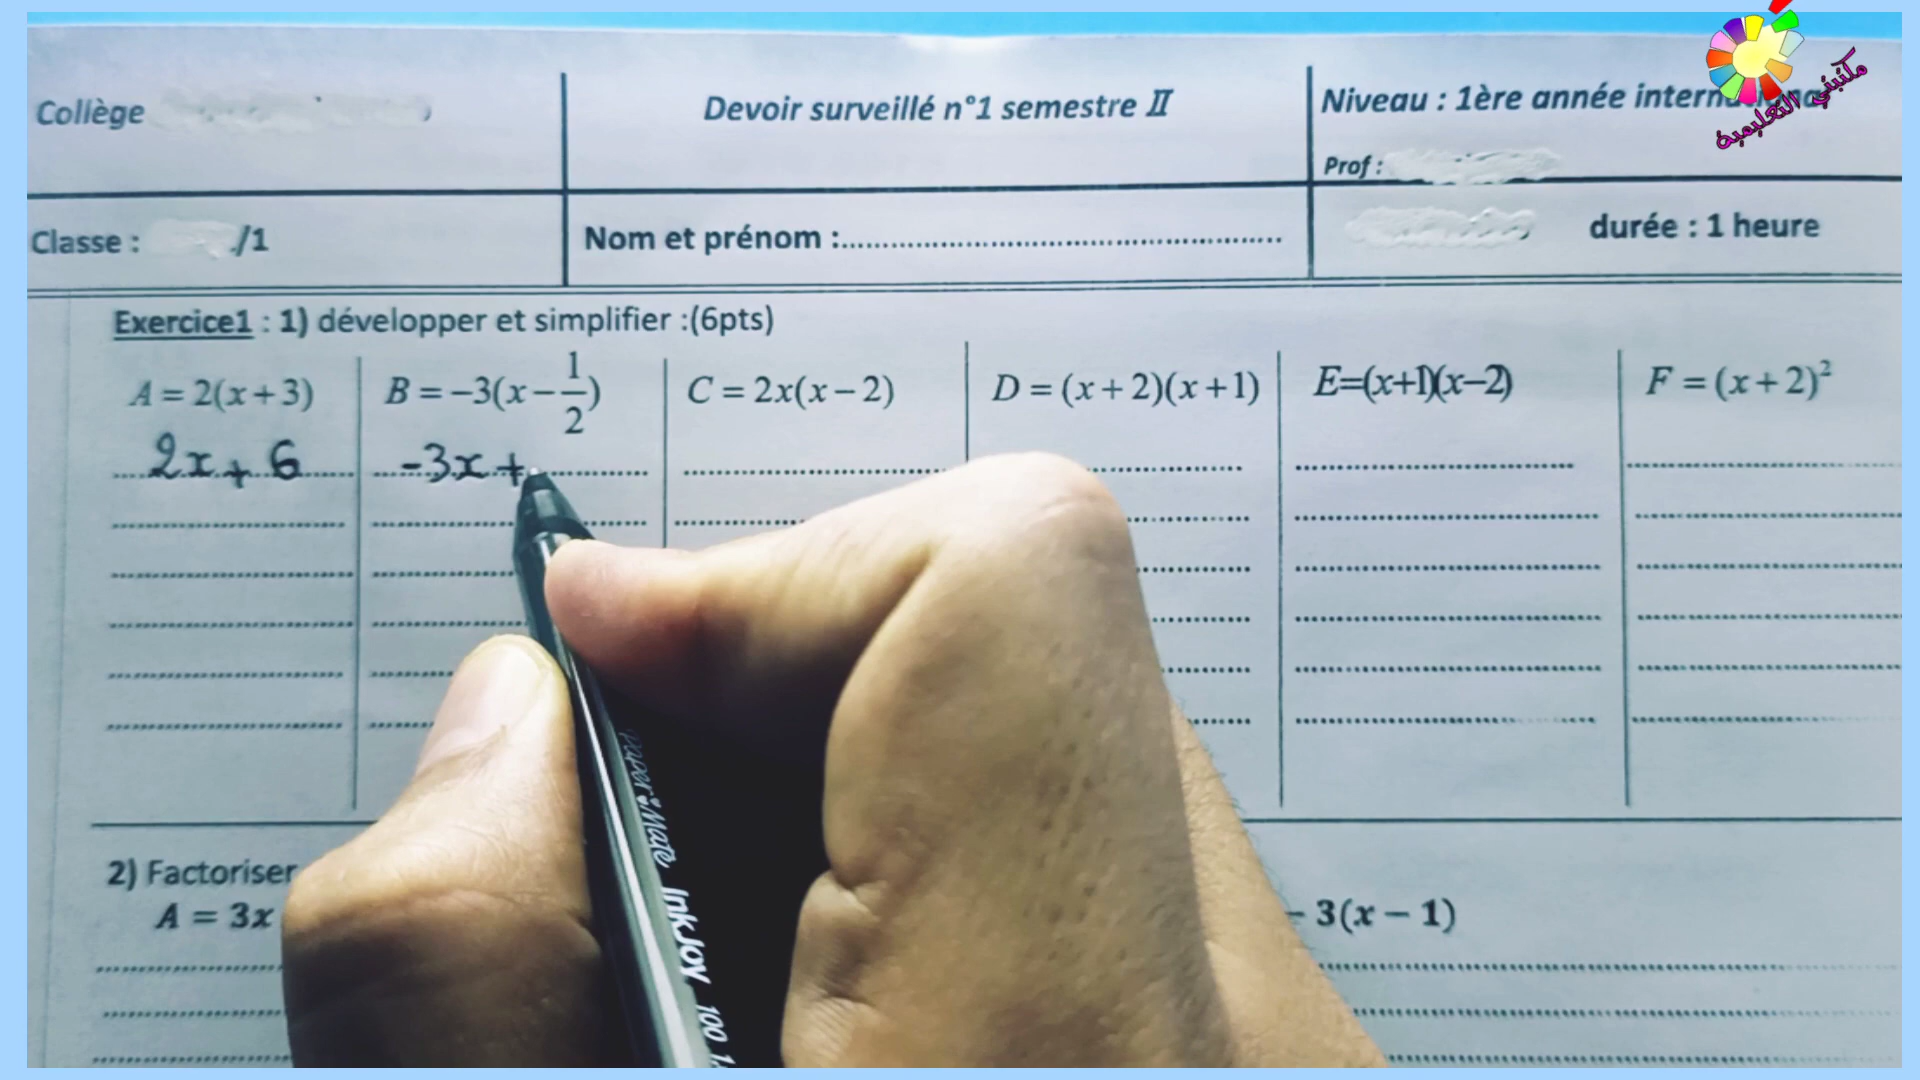 مكتبتي التعليمية
Collège
Devoir surveillé n°1 semestre II
Niveau : 1ère année
Prof :
Classe : /1
Nom et prénom :
durée : 1 heure
Exercice1 : 1) développer et simplifier :(6pts)
A = 2(x+3)
2x + 6
B = −3(x − 1/2)
-3x +
C = 2x(x − 2)
D = (x + 2)(x + 1)
E=(x+1)(x−2)
F = (x + 2)²
2) Factoriser
A = 3x
− 3(x − 1)
paper:mate InkJoy 100